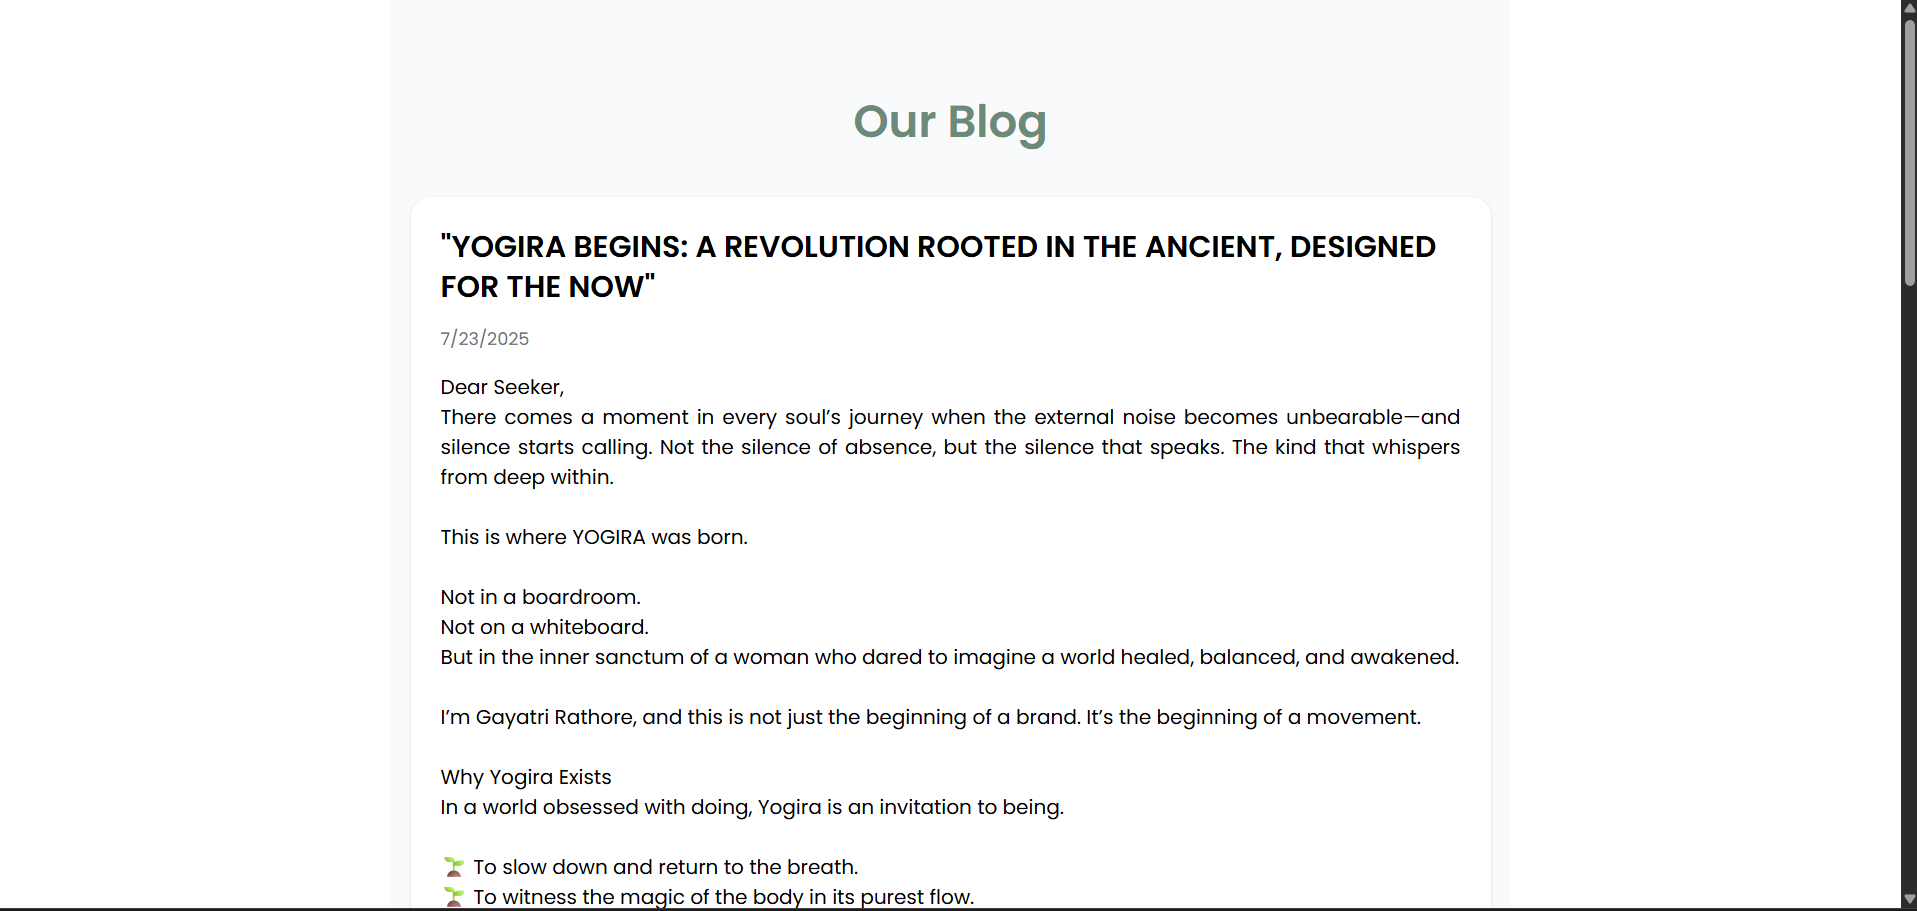 Our Blog
"YOGIRA BEGINS: A REVOLUTION ROOTED IN THE ANCIENT, DESIGNED
FOR THE NOW"
7/23/2025
Dear Seeker,
There comes a moment in every soul’s journey when the external noise becomes unbearable—and
silence starts calling. Not the silence of absence, but the silence that speaks. The kind that whispers
from deep within.
This is where YOGIRA was born.
Not in a boardroom.
Not on a whiteboard.
But in the inner sanctum of a woman who dared to imagine a world healed, balanced, and awakened.
I’m Gayatri Rathore, and this is not just the beginning of a brand. It’s the beginning of a movement.
Why Yogira Exists
In a world obsessed with doing, Yogira is an invitation to being.
🌱 To slow down and return to the breath.
🌱 To witness the magic of the body in its purest flow.